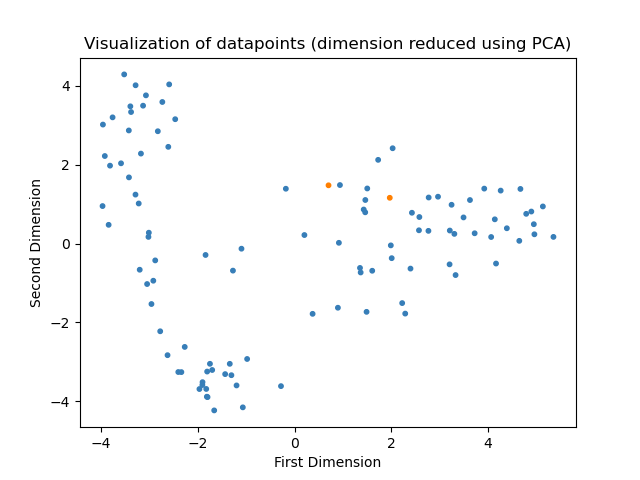 Visualization of datapoints (dimension reduced using PCA)
4
2
0
−2
−4
Second Dimension
−4 −2 0 2 4
First Dimension